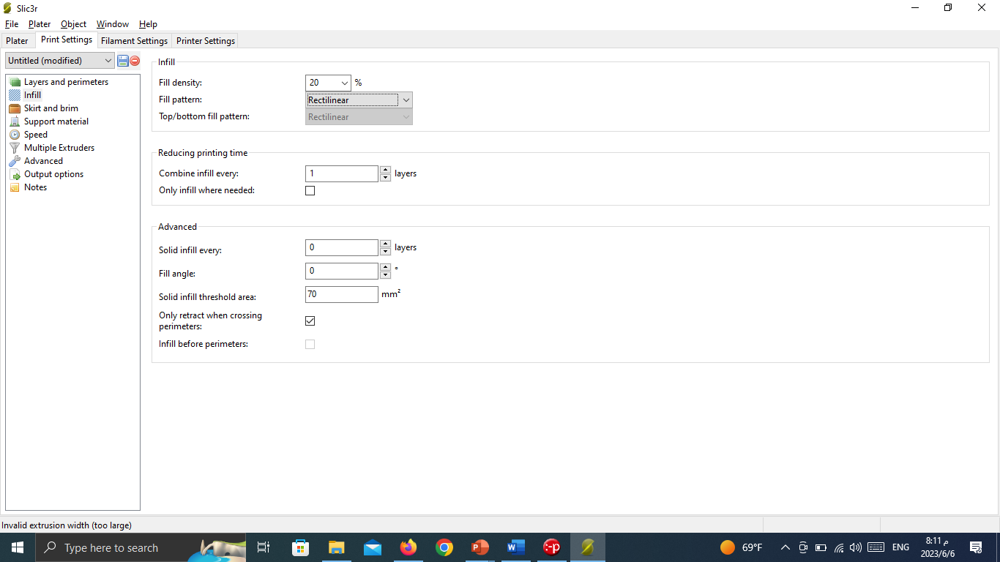 Slic3r
File Plater Object Window Help
Plater Print Settings Filament Settings Printer Settings
Untitled (modified)
Layers and perimeters
Infill
Skirt and brim
Support material
Speed
Multiple Extruders
Advanced
Output options
Notes
Infill
Fill density: 20 %
Fill pattern: Rectilinear
Top/bottom fill pattern: Rectilinear
Reducing printing time
Combine infill every: 1 layers
Only infill where needed:
Advanced
Solid infill every: 0 layers
Fill angle: 0 °
Solid infill threshold area: 70 mm²
Only retract when crossing
perimeters:
Infill before perimeters:
Invalid extrusion width (too large)
Type here to search
69°F
ENG
8:11 م
2023/6/6